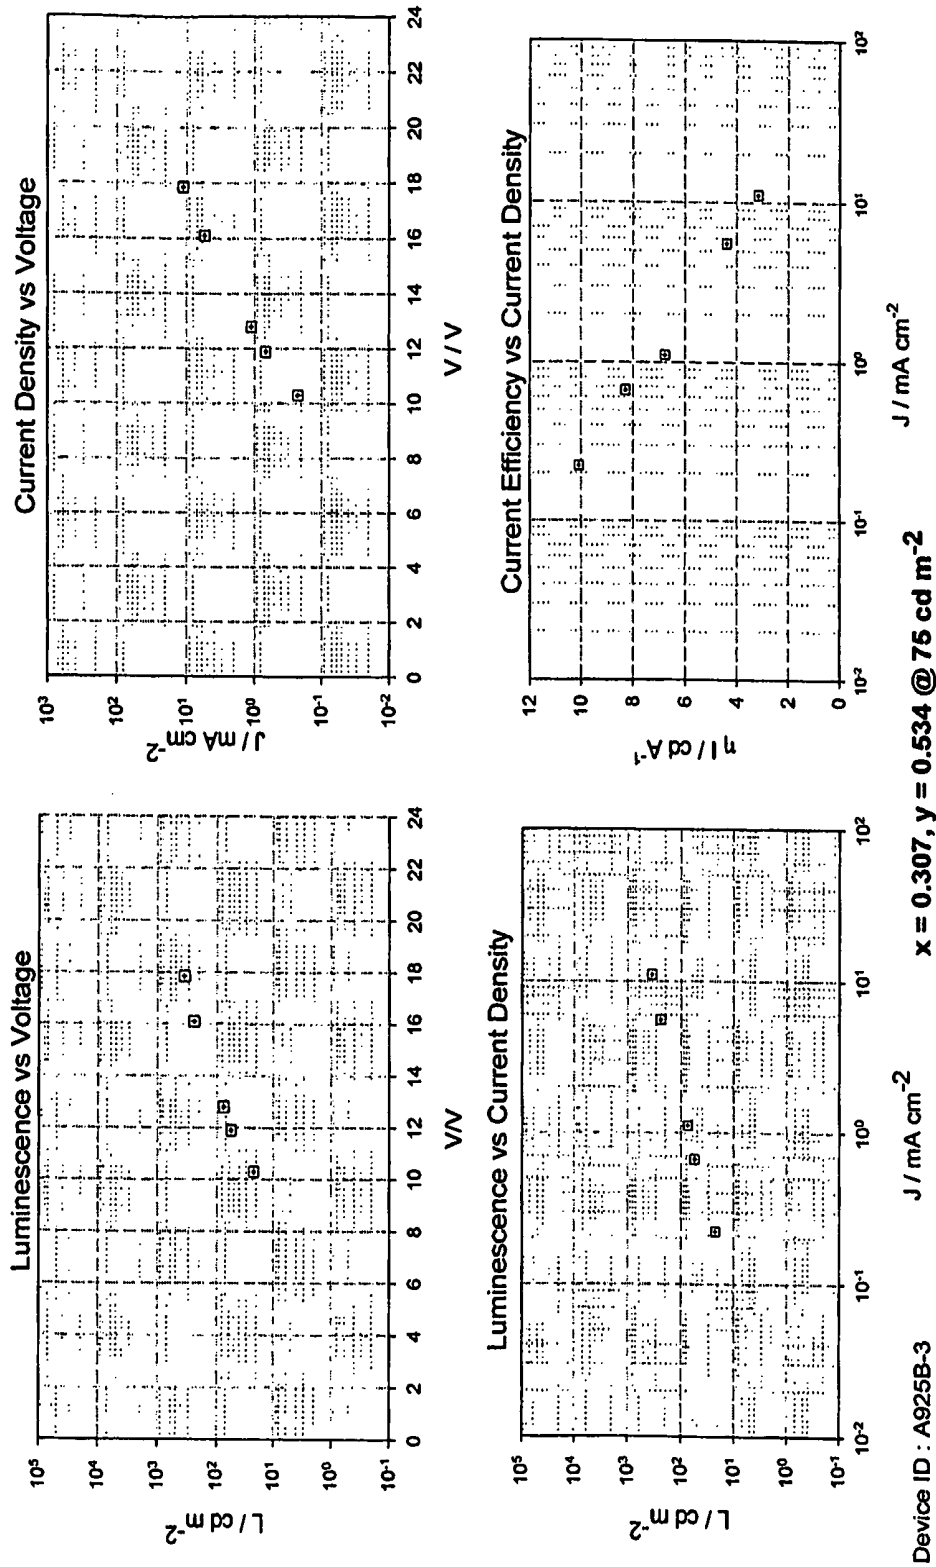 Luminescence vs Voltage
L / cd m⁻²
10⁵
10⁴
10³
10²
10¹
10⁰
10⁻¹
0 2 4 6 8 10 12 14 16 18 20 22 24
V/V
Current Density vs Voltage
J / mA cm⁻²
10³
10²
10¹
10⁰
10⁻¹
10⁻²
0 2 4 6 8 10 12 14 16 18 20 22 24
V / V
Luminescence vs Current Density
L / cd m⁻²
10⁵
10⁴
10³
10²
10¹
10⁰
10⁻¹
10⁻² 10⁻¹ 10⁰ 10¹ 10²
J / mA cm⁻²
Current Efficiency vs Current Density
η I / cd A⁻¹
12
10
8
6
4
2
0
10⁻² 10⁻¹ 10⁰ 10¹ 10²
J / mA cm⁻²
Device ID : A925B-3
x = 0.307, y = 0.534 @ 75 cd m⁻²